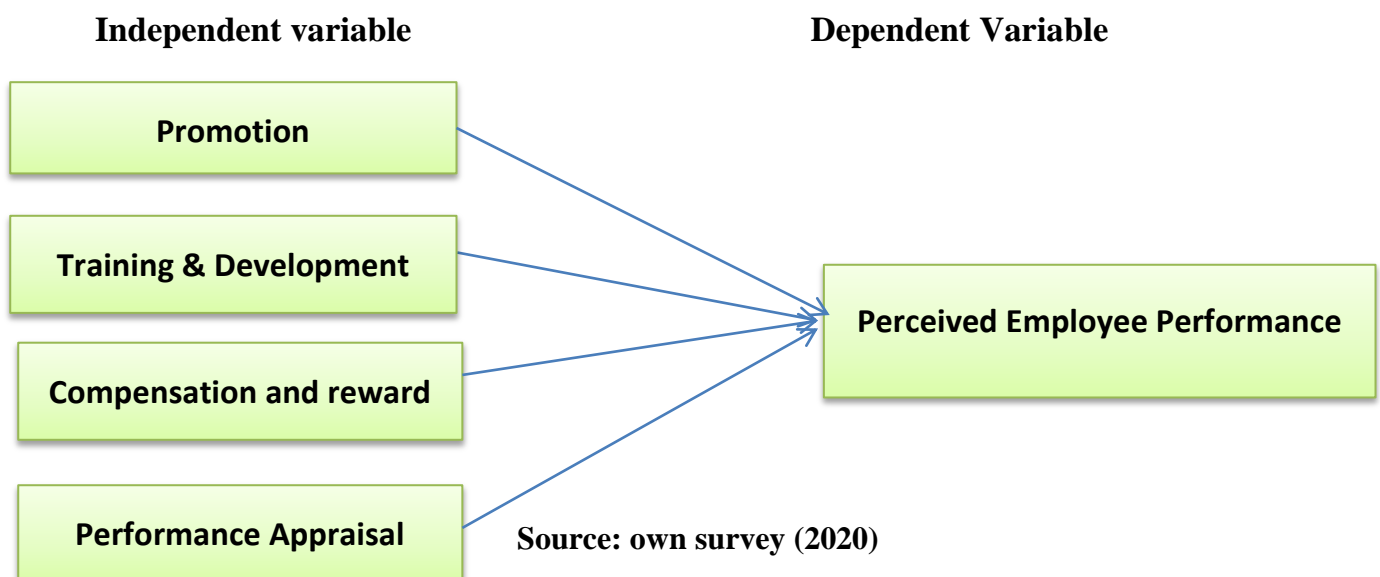 Independent variable
Dependent Variable
Promotion
Training & Development
Perceived Employee Performance
Compensation and reward
Performance Appraisal
Source: own survey (2020)